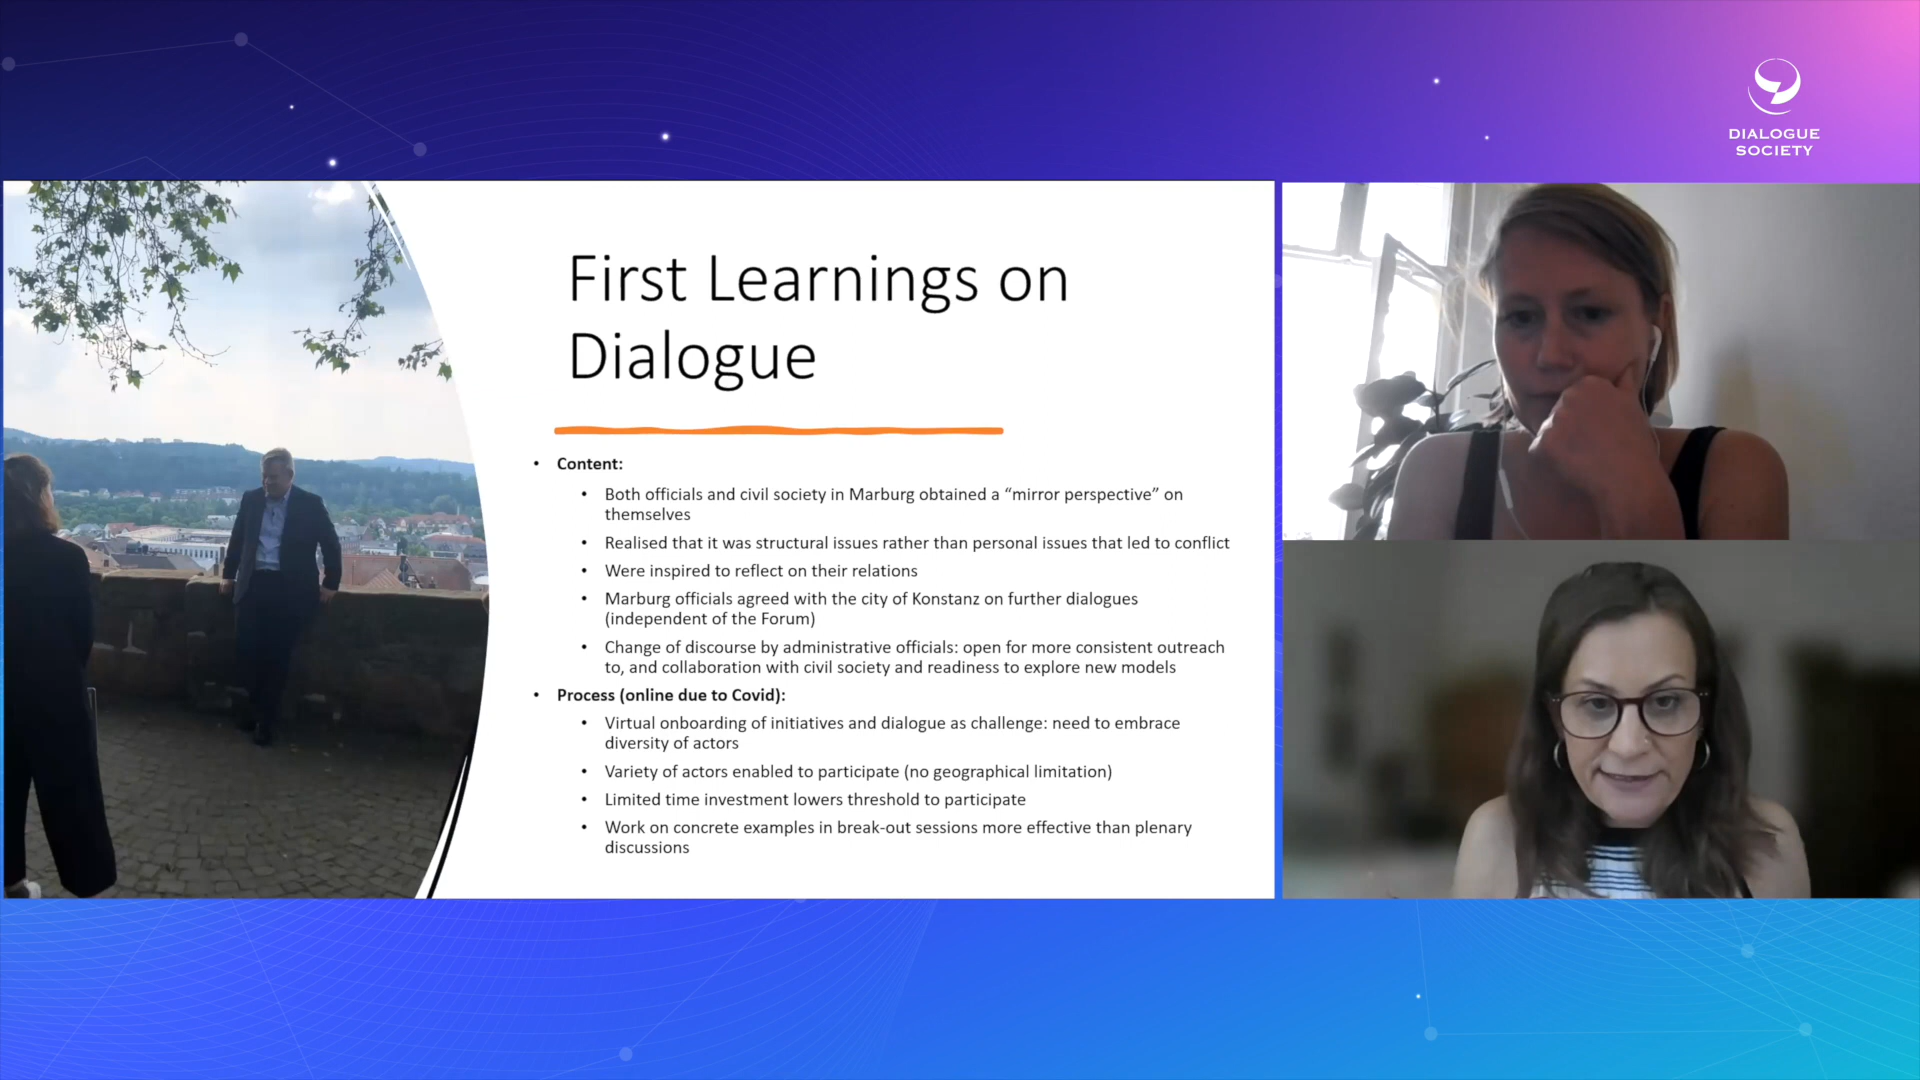 DIALOGUE
SOCIETY
First Learnings on
Dialogue
• Content:
• Both officials and civil society in Marburg obtained a “mirror perspective” on
themselves
• Realised that it was structural issues rather than personal issues that led to conflict
• Were inspired to reflect on their relations
• Marburg officials agreed with the city of Konstanz on further dialogues
(independent of the Forum)
• Change of discourse by administrative officials: open for more consistent outreach
to, and collaboration with civil society and readiness to explore new models
• Process (online due to Covid):
• Virtual onboarding of initiatives and dialogue as challenge: need to embrace
diversity of actors
• Variety of actors enabled to participate (no geographical limitation)
• Limited time investment lowers threshold to participate
• Work on concrete examples in break-out sessions more effective than plenary
discussions